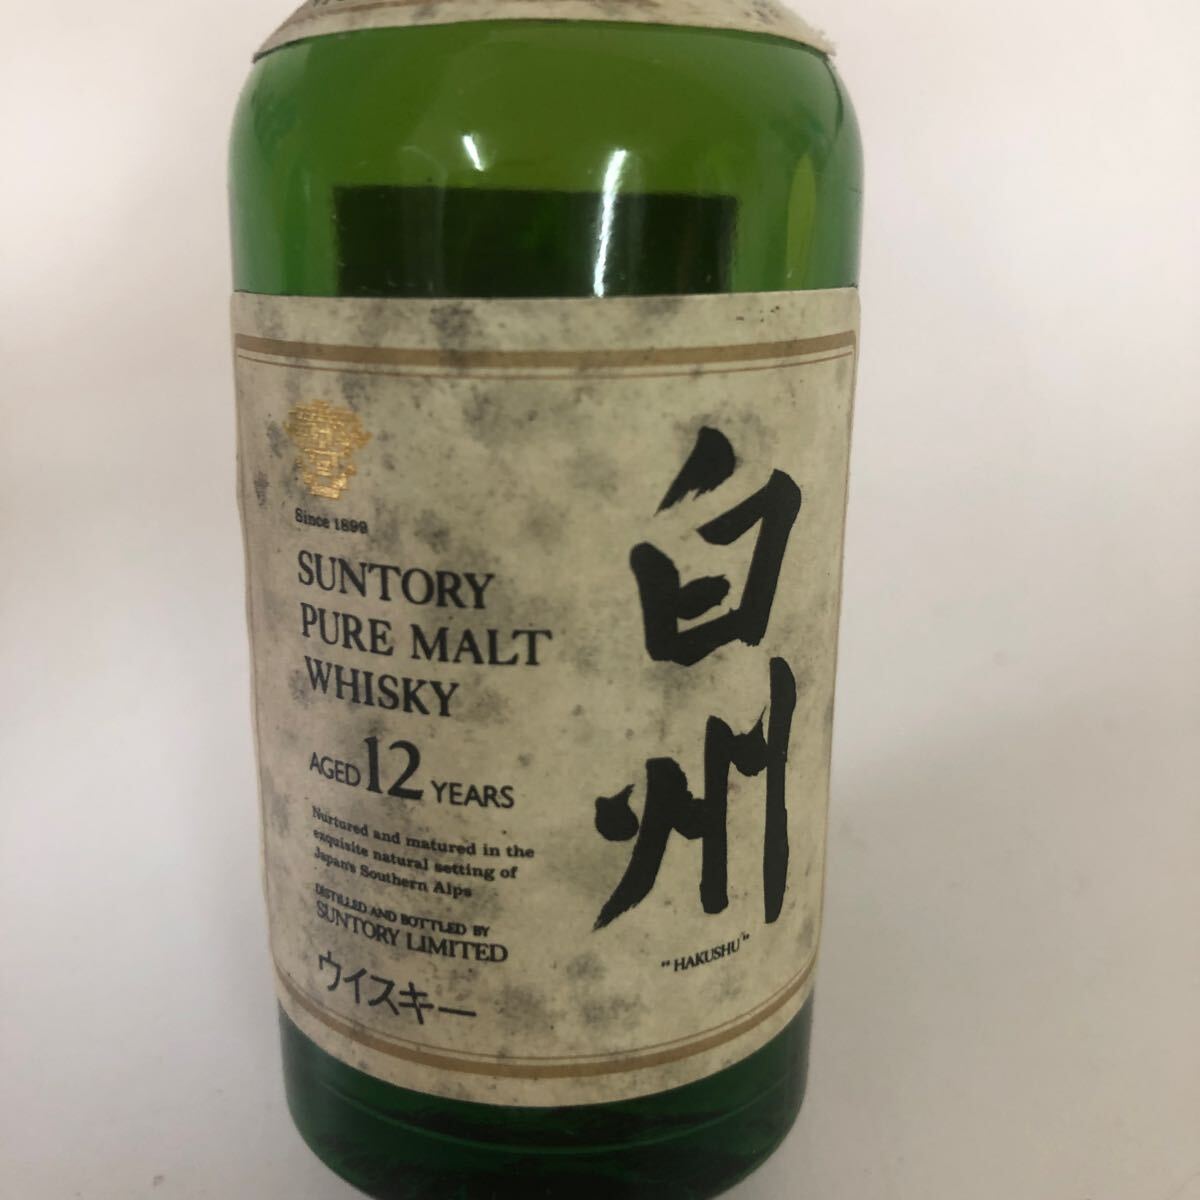 Since 1899
SUNTORY
PURE MALT
WHISKY
AGED 12 YEARS
Nurtured and matured in the
exquisite natural setting of
Japan's Southern Alps
DISTILLED AND BOTTLED BY
SUNTORY LIMITED
ウイスキー
白州
"HAKUSHU"